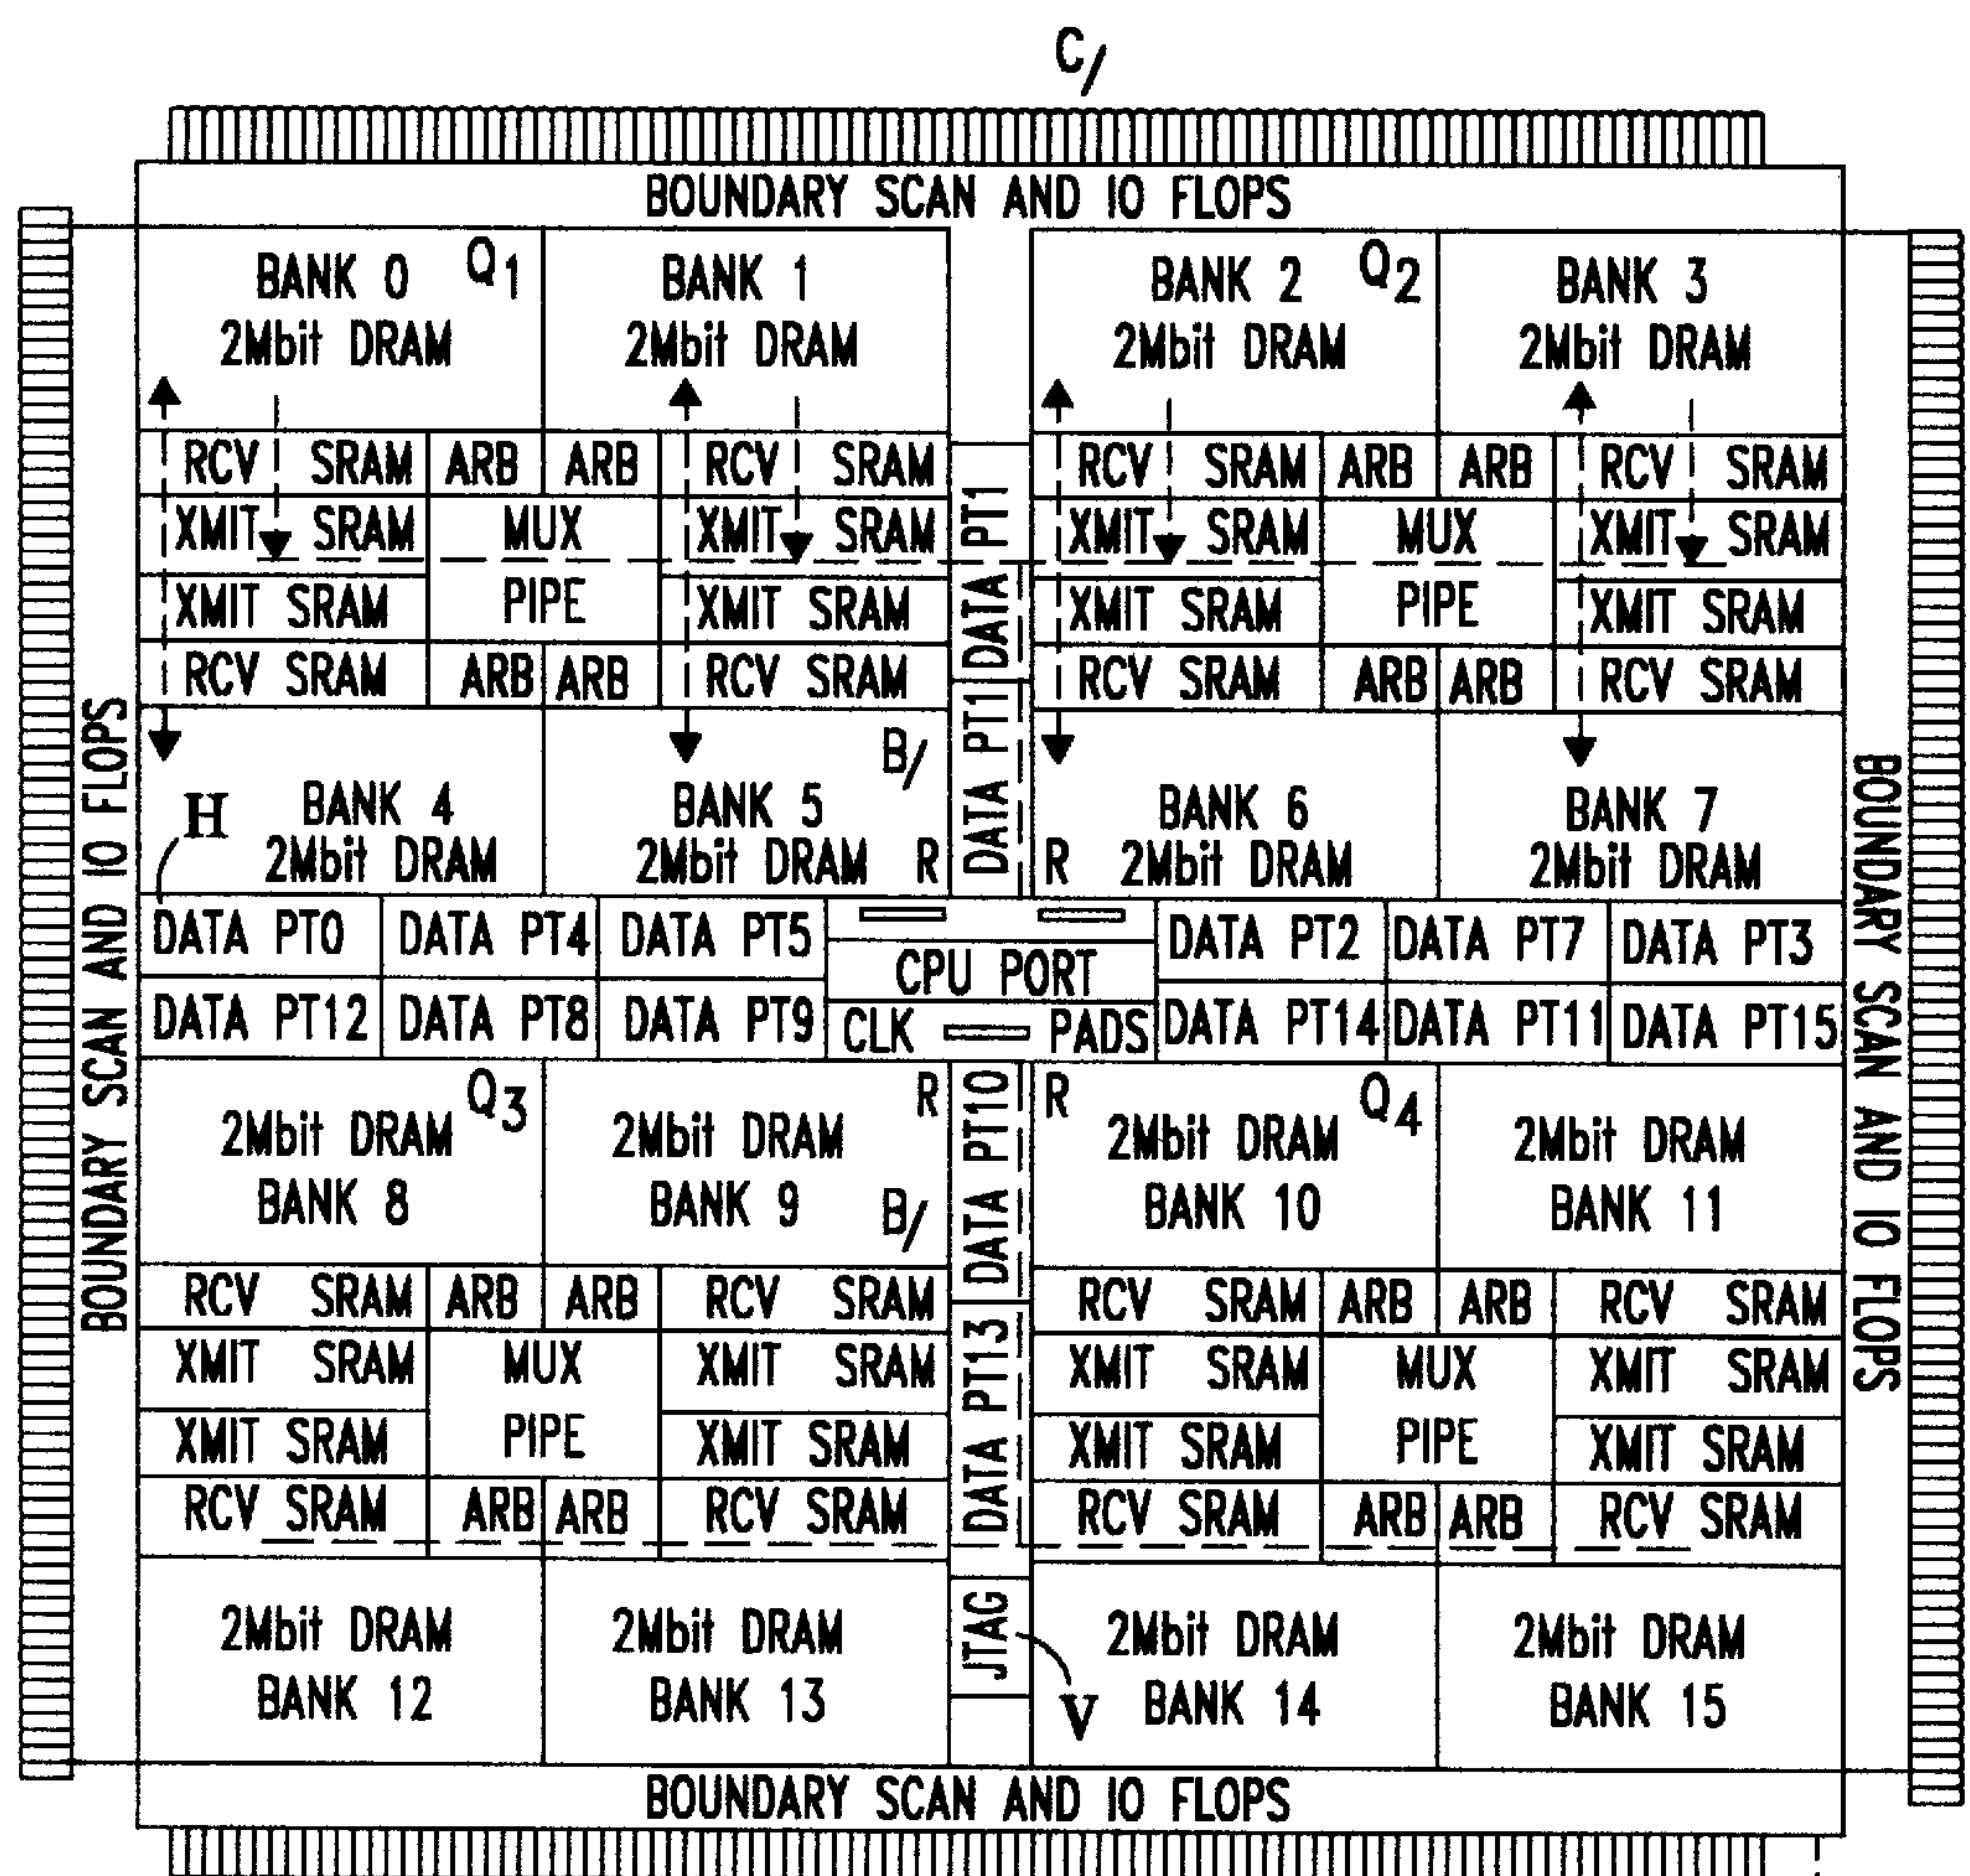 C/
BOUNDARY SCAN AND IO FLOPS
BANK 0 Q1 BANK 1 BANK 2 Q2 BANK 3
2Mbit DRAM 2Mbit DRAM 2Mbit DRAM 2Mbit DRAM
RCV SRAM ARB ARB RCV SRAM RCV SRAM ARB ARB RCV SRAM
XMIT SRAM MUX XMIT SRAM XMIT SRAM MUX XMIT SRAM
XMIT SRAM PIPE XMIT SRAM XMIT SRAM PIPE XMIT SRAM
RCV SRAM ARB ARB RCV SRAM RCV SRAM ARB ARB RCV SRAM
DATA PT1
DATA PT1
BOUNDARY SCAN AND IO FLOPS
BOUNDARY SCAN AND IO FLOPS
B/
H BANK 4 BANK 5 BANK 6 BANK 7
2Mbit DRAM 2Mbit DRAM R R 2Mbit DRAM 2Mbit DRAM
DATA PT0 DATA PT4 DATA PT5 DATA PT2 DATA PT7 DATA PT3
CPU PORT
DATA PT12 DATA PT8 DATA PT9 CLK PADS DATA PT14 DATA PT11 DATA PT15
Q3 R R Q4
2Mbit DRAM 2Mbit DRAM 2Mbit DRAM 2Mbit DRAM
BANK 8 BANK 9 B/ BANK 10 BANK 11
DATA PT10
DATA PT13
RCV SRAM ARB ARB RCV SRAM RCV SRAM ARB ARB RCV SRAM
XMIT SRAM MUX XMIT SRAM XMIT SRAM MUX XMIT SRAM
XMIT SRAM PIPE XMIT SRAM XMIT SRAM PIPE XMIT SRAM
RCV SRAM ARB ARB RCV SRAM RCV SRAM ARB ARB RCV SRAM
JTAG
2Mbit DRAM 2Mbit DRAM 2Mbit DRAM 2Mbit DRAM
BANK 12 BANK 13 V BANK 14 BANK 15
BOUNDARY SCAN AND IO FLOPS